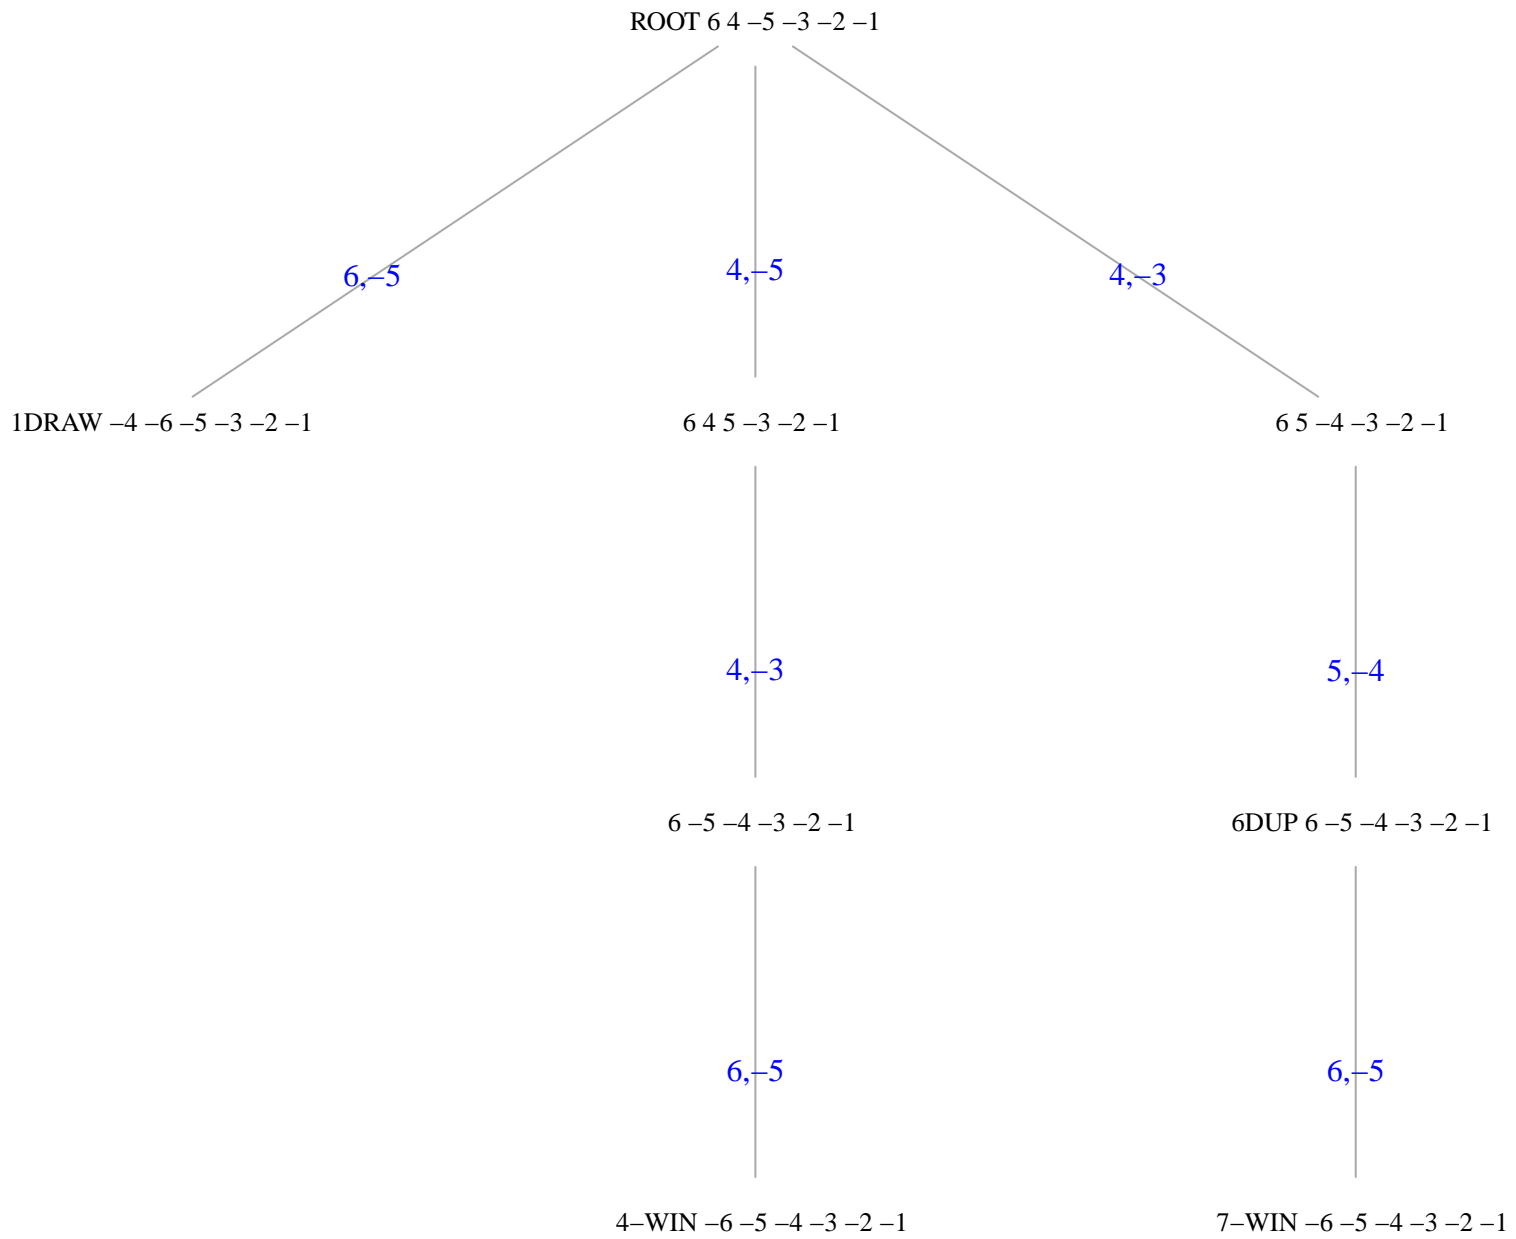 ROOT 6 4 –5 –3 –2 –1
6,–5
4,–5
4,–3
1DRAW –4 –6 –5 –3 –2 –1
6 4 5 –3 –2 –1
6 5 –4 –3 –2 –1
4,–3
5,–4
6 –5 –4 –3 –2 –1
6DUP 6 –5 –4 –3 –2 –1
6,–5
6,–5
4–WIN –6 –5 –4 –3 –2 –1
7–WIN –6 –5 –4 –3 –2 –1